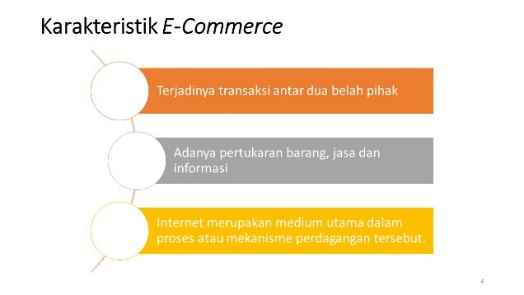 Karakteristik E-Commerce
Terjadinya transaksi antar dua belah pihak
Adanya pertukaran barang, jasa dan
informasi
Internet merupakan medium utama dalam
proses atau mekanisme perdagangan tersebut.
6